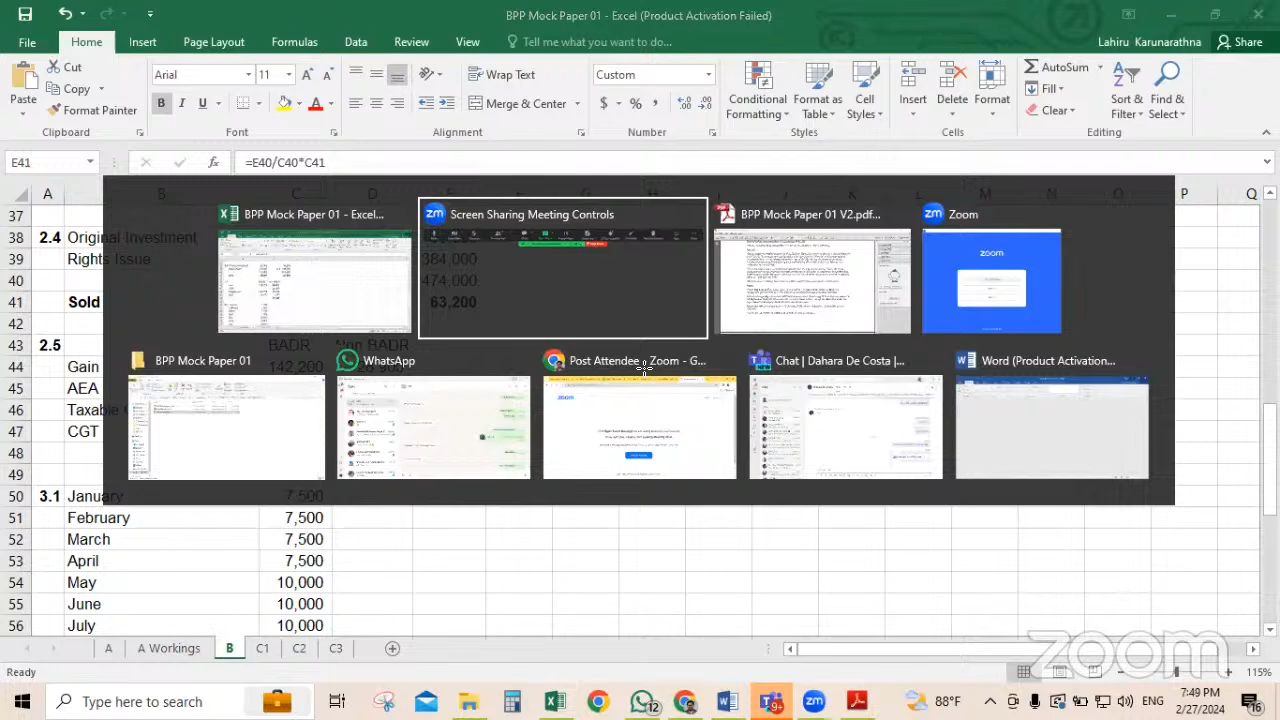 BPP Mock Paper 01 - Excel (Product Activation Failed)
File Home Insert Page Layout Formulas Data Review View Tell me what you want to do... Lahiru Karunarathna Share
Paste Cut Copy Format Painter Clipboard
Arial 11 B I U Font
Wrap Text Merge & Center Alignment
Custom $ % , Number
Conditional Formatting Format as Table Cell Styles Styles
Insert Delete Format Cells
AutoSum Fill Clear Sort & Filter Find & Select Editing
E41 fx =E40/C40*C41
A B C D H K L M P Q
BPP Mock Paper 01 - Excel... zm Screen Sharing Meeting Controls BPP Mock Paper 01 V2.pdf... zm Zoom
zoom
BPP Mock Paper 01 WhatsApp Post Attendee - Zoom - G... Chat | Dahara De Costa |... Word (Product Activation...
37
2.4 Original Investment
39 Rights Issue 384,000
40 474,000
41 Sold 63,200
42
43 2.5 BADR Non BADR
44 Gain 142,200
45 AEA
46 Taxable
47 CGT
48
50 3.1 January 7,500
51 February 7,500
52 March 7,500
53 April 7,500
54 May 10,000
55 June 10,000
56 July 10,000
A A Workings B C1 C2 C3
Ready 115%
zoom
Type here to search 12 9+ 88°F ENG 7:49 PM 2/27/2024 16